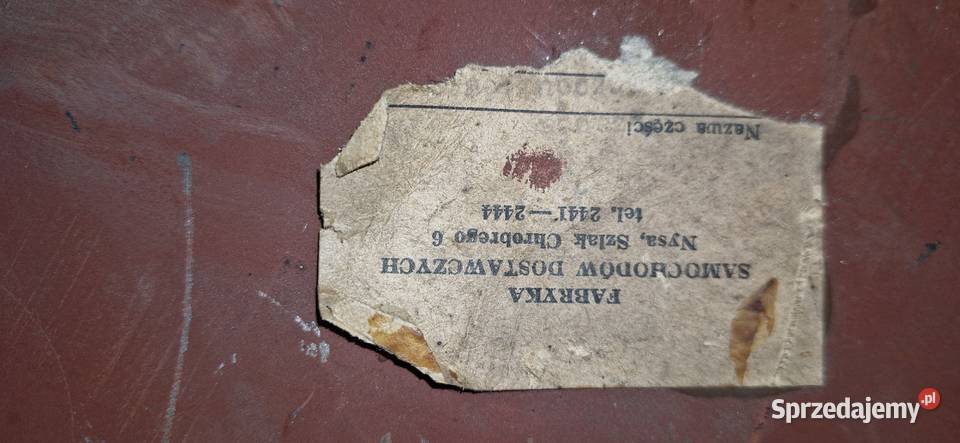 FABRYKA
SAMOCHODÓW DOSTAWCZYCH
Nysa, Szlak Chrobrego 6
tel. 2441—2444
Nazwa części
Sprzedajemy.pl